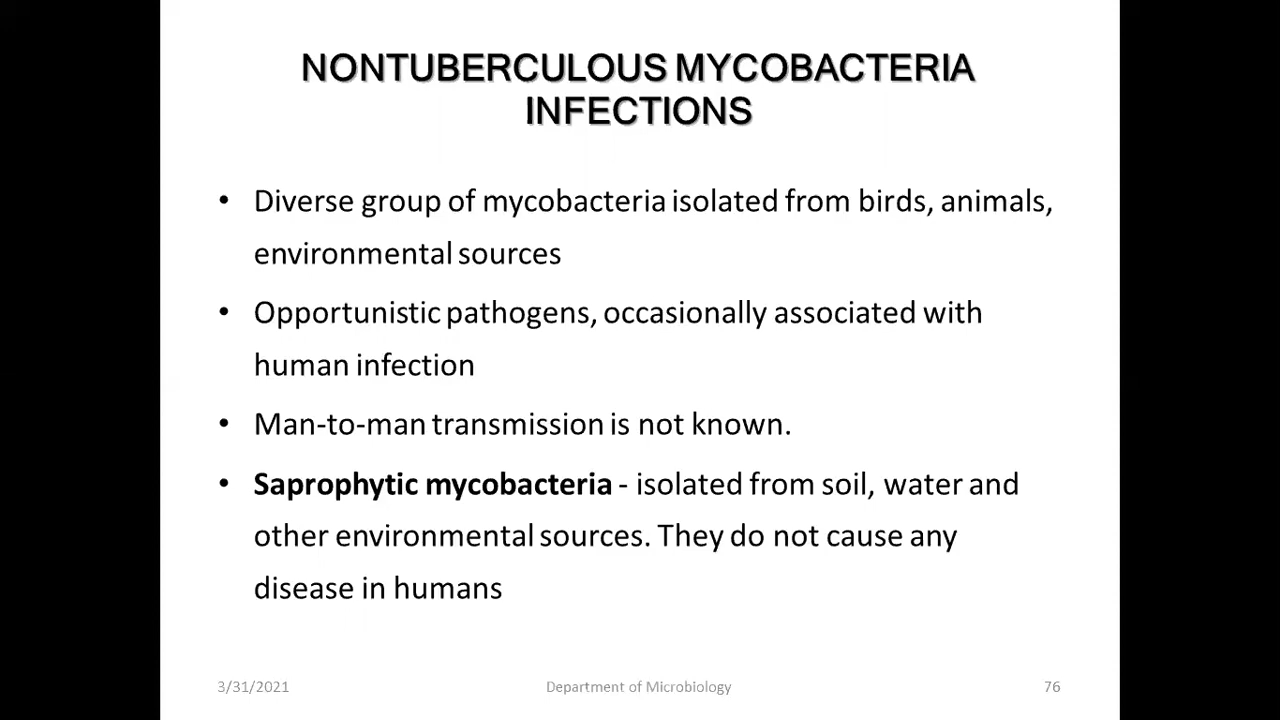 NONTUBERCULOUS MYCOBACTERIA
INFECTIONS
• Diverse group of mycobacteria isolated from birds, animals,
environmental sources
• Opportunistic pathogens, occasionally associated with
human infection
• Man-to-man transmission is not known.
• Saprophytic mycobacteria - isolated from soil, water and
other environmental sources. They do not cause any
disease in humans
3/31/2021 Department of Microbiology 76